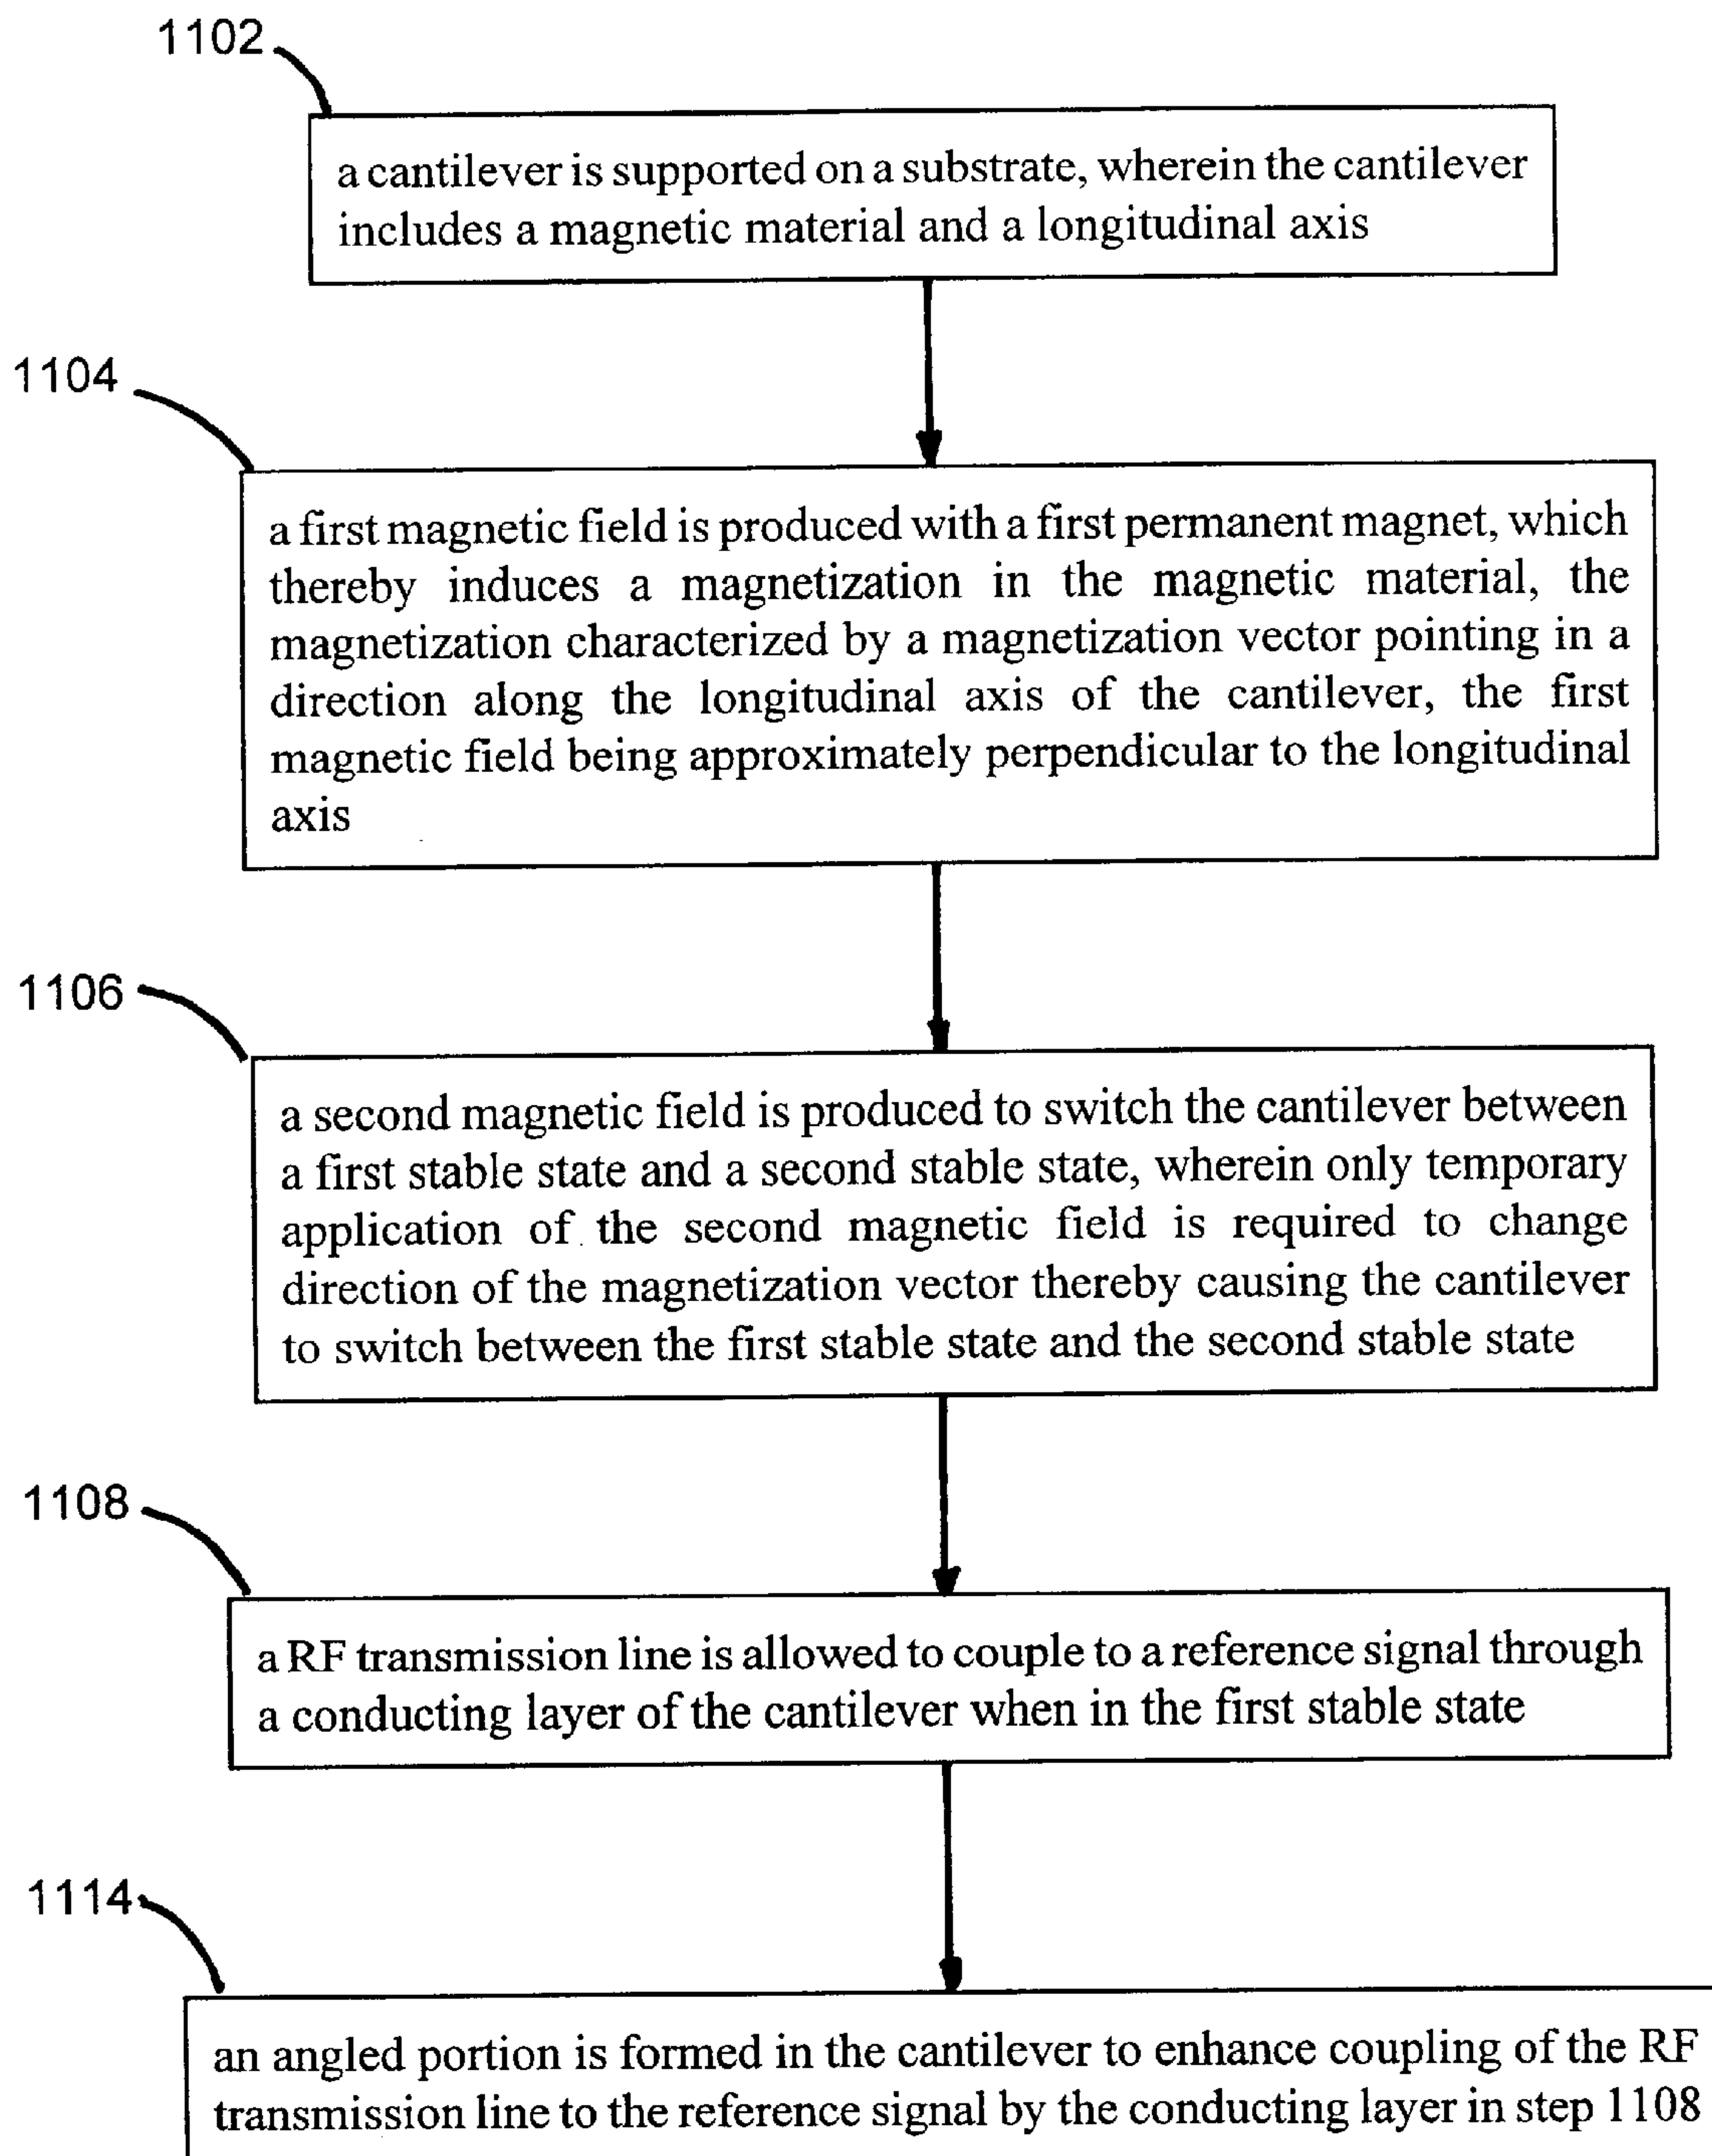 1102
a cantilever is supported on a substrate, wherein the cantilever
includes a magnetic material and a longitudinal axis
1104
a first magnetic field is produced with a first permanent magnet, which
thereby induces a magnetization in the magnetic material, the
magnetization characterized by a magnetization vector pointing in a
direction along the longitudinal axis of the cantilever, the first
magnetic field being approximately perpendicular to the longitudinal
axis
1106
a second magnetic field is produced to switch the cantilever between
a first stable state and a second stable state, wherein only temporary
application of the second magnetic field is required to change
direction of the magnetization vector thereby causing the cantilever
to switch between the first stable state and the second stable state
1108
a RF transmission line is allowed to couple to a reference signal through
a conducting layer of the cantilever when in the first stable state
1114
an angled portion is formed in the cantilever to enhance coupling of the RF
transmission line to the reference signal by the conducting layer in step 1108